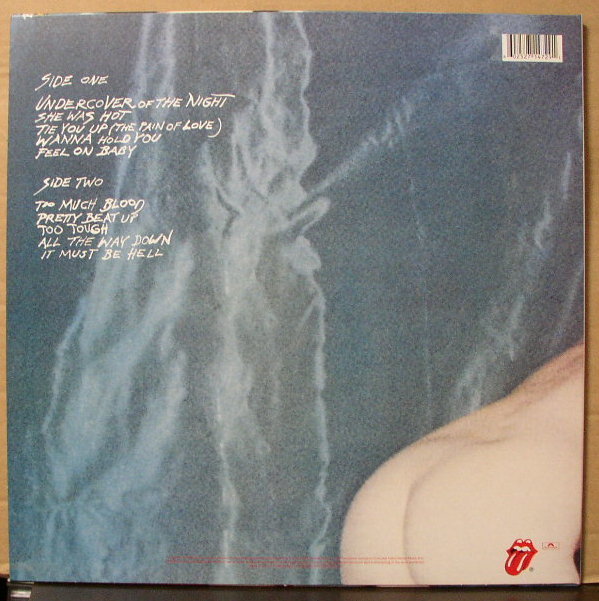 SIDE ONE
UNDERCOVER OF THE NIGHT
SHE WAS HOT
TIE YOU UP (THE PAIN OF LOVE)
WANNA HOLD YOU
FEEL ON BABY
SIDE TWO
TOO MUCH BLOOD
PRETTY BEAT UP
TOO TOUGH
ALL THE WAY DOWN
IT MUST BE HELL